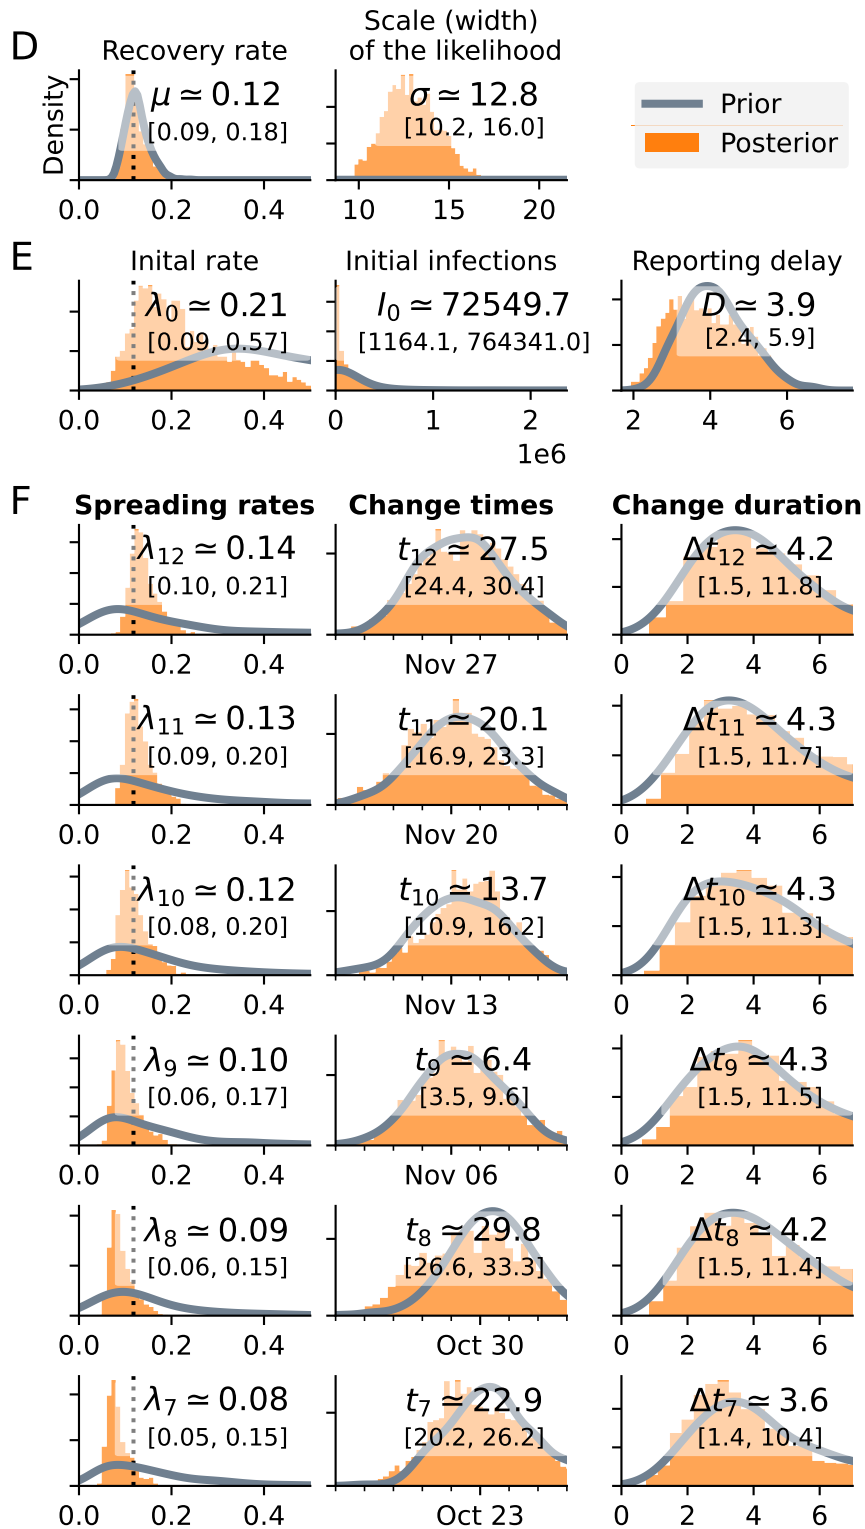 D
Recovery rate
Scale (width)
of the likelihood
Density
μ ≃ 0.12
[0.09, 0.18]
σ ≃ 12.8
[10.2, 16.0]
Prior
Posterior
0.0 0.2 0.4
10 15 20
E
Inital rate
Initial infections
Reporting delay
λ0 ≃ 0.21
[0.09, 0.57]
I0 ≃ 72549.7
[1164.1, 764341.0]
D ≃ 3.9
[2.4, 5.9]
0.0 0.2 0.4
0 1 2
1e6
2 4 6
F
Spreading rates
Change times
Change duration
λ12 ≃ 0.14
[0.10, 0.21]
t12 ≃ 27.5
[24.4, 30.4]
Δt12 ≃ 4.2
[1.5, 11.8]
0.0 0.2 0.4
Nov 27
0 2 4 6
λ11 ≃ 0.13
[0.09, 0.20]
t11 ≃ 20.1
[16.9, 23.3]
Δt11 ≃ 4.3
[1.5, 11.7]
0.0 0.2 0.4
Nov 20
0 2 4 6
λ10 ≃ 0.12
[0.08, 0.20]
t10 ≃ 13.7
[10.9, 16.2]
Δt10 ≃ 4.3
[1.5, 11.3]
0.0 0.2 0.4
Nov 13
0 2 4 6
λ9 ≃ 0.10
[0.06, 0.17]
t9 ≃ 6.4
[3.5, 9.6]
Δt9 ≃ 4.3
[1.5, 11.5]
0.0 0.2 0.4
Nov 06
0 2 4 6
λ8 ≃ 0.09
[0.06, 0.15]
t8 ≃ 29.8
[26.6, 33.3]
Δt8 ≃ 4.2
[1.5, 11.4]
0.0 0.2 0.4
Oct 30
0 2 4 6
λ7 ≃ 0.08
[0.05, 0.15]
t7 ≃ 22.9
[20.2, 26.2]
Δt7 ≃ 3.6
[1.4, 10.4]
0.0 0.2 0.4
Oct 23
0 2 4 6